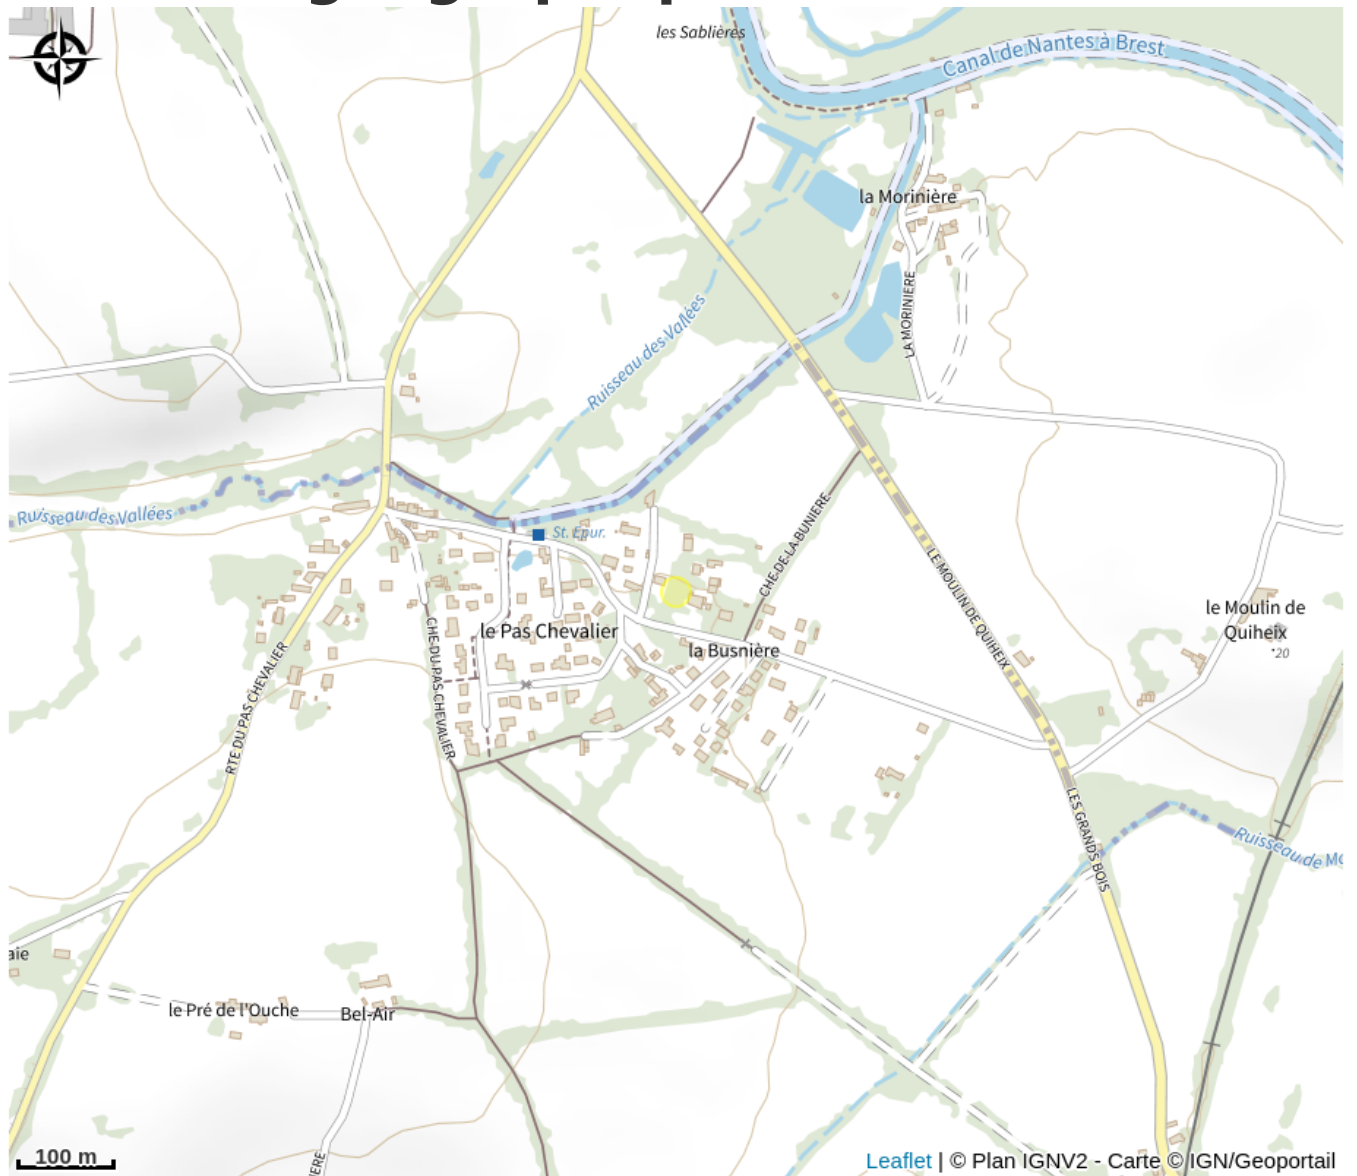 les Sablières
Canal de Nantes à Brest
la Morinière
LA MORINIERE
Ruisseau des Vallées
Ruisseau des Vallées
St. Epur.
CHE DE LA BUNIERE
LE MOULIN DE QUIHEIX
le Moulin de
Quiheix
20
le Pas Chevalier
la Busnière
CHE DU PAS CHEVALIER
RTE DU PAS CHEVALIER
LES GRANDS BOIS
Ruisseau de Mo
aie
le Pré de l'Ouche
Bel-Air
IERE
100 m
Leaflet | © Plan IGNV2 - Carte © IGN/Geoportail